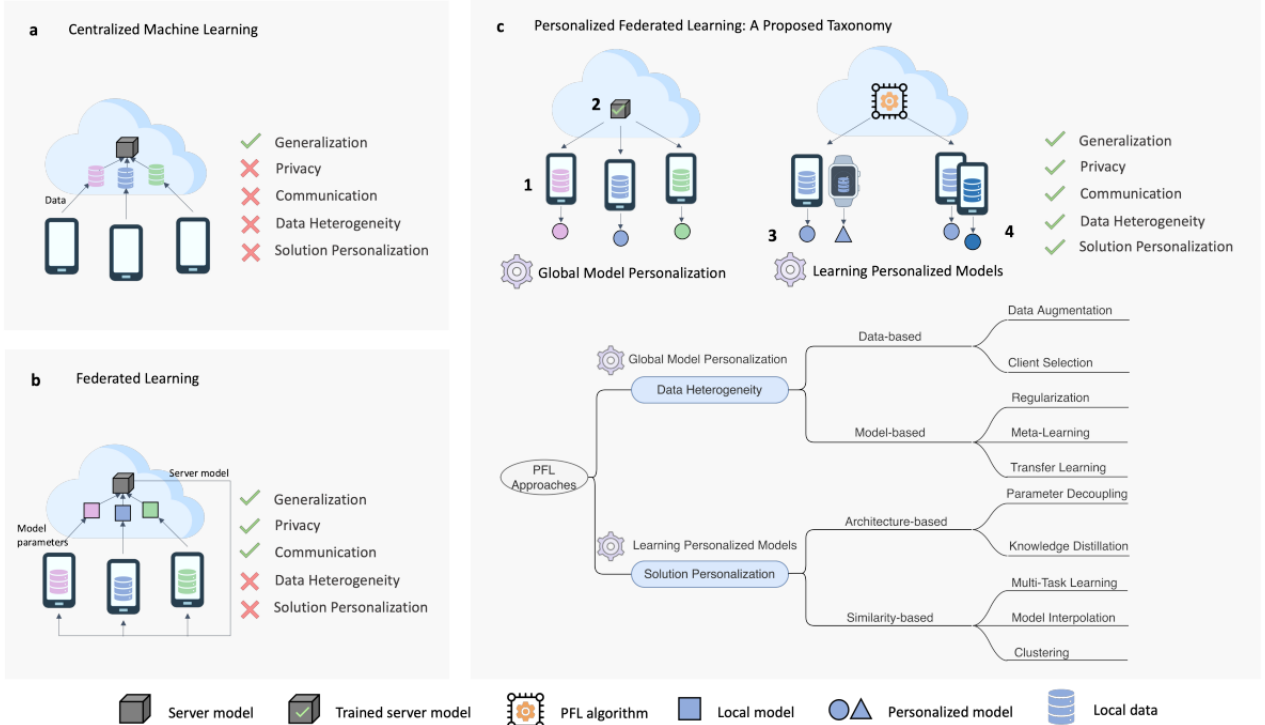 a Centralized Machine Learning
Data
Generalization
Privacy
Communication
Data Heterogeneity
Solution Personalization
b Federated Learning
Server model
Model
parameters
Generalization
Privacy
Communication
Data Heterogeneity
Solution Personalization
c Personalized Federated Learning: A Proposed Taxonomy
2
1
3
4
Global Model Personalization
Learning Personalized Models
Generalization
Privacy
Communication
Data Heterogeneity
Solution Personalization
PFL
Approaches
Global Model Personalization
Data Heterogeneity
Data-based
Data Augmentation
Client Selection
Model-based
Regularization
Meta-Learning
Transfer Learning
Learning Personalized Models
Solution Personalization
Architecture-based
Parameter Decoupling
Knowledge Distillation
Similarity-based
Multi-Task Learning
Model Interpolation
Clustering
Server model
Trained server model
PFL algorithm
Local model
Personalized model
Local data